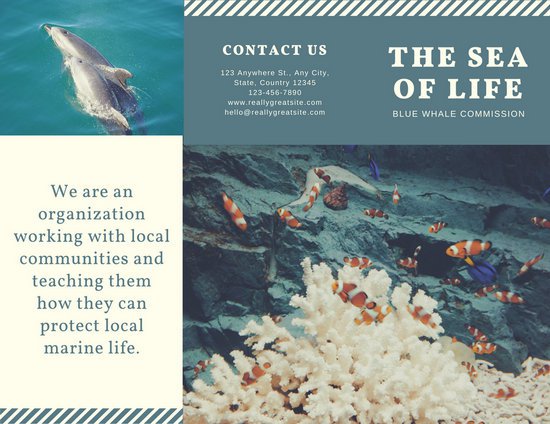 We are an
organization
working with local
communities and
teaching them
how they can
protect local
marine life.
CONTACT US
123 Anywhere St., Any City,
State, Country 12345
123-456-7890
www.reallygreatsite.com
hello@reallygreatsite.com
THE SEA
OF LIFE
BLUE WHALE COMMISSION